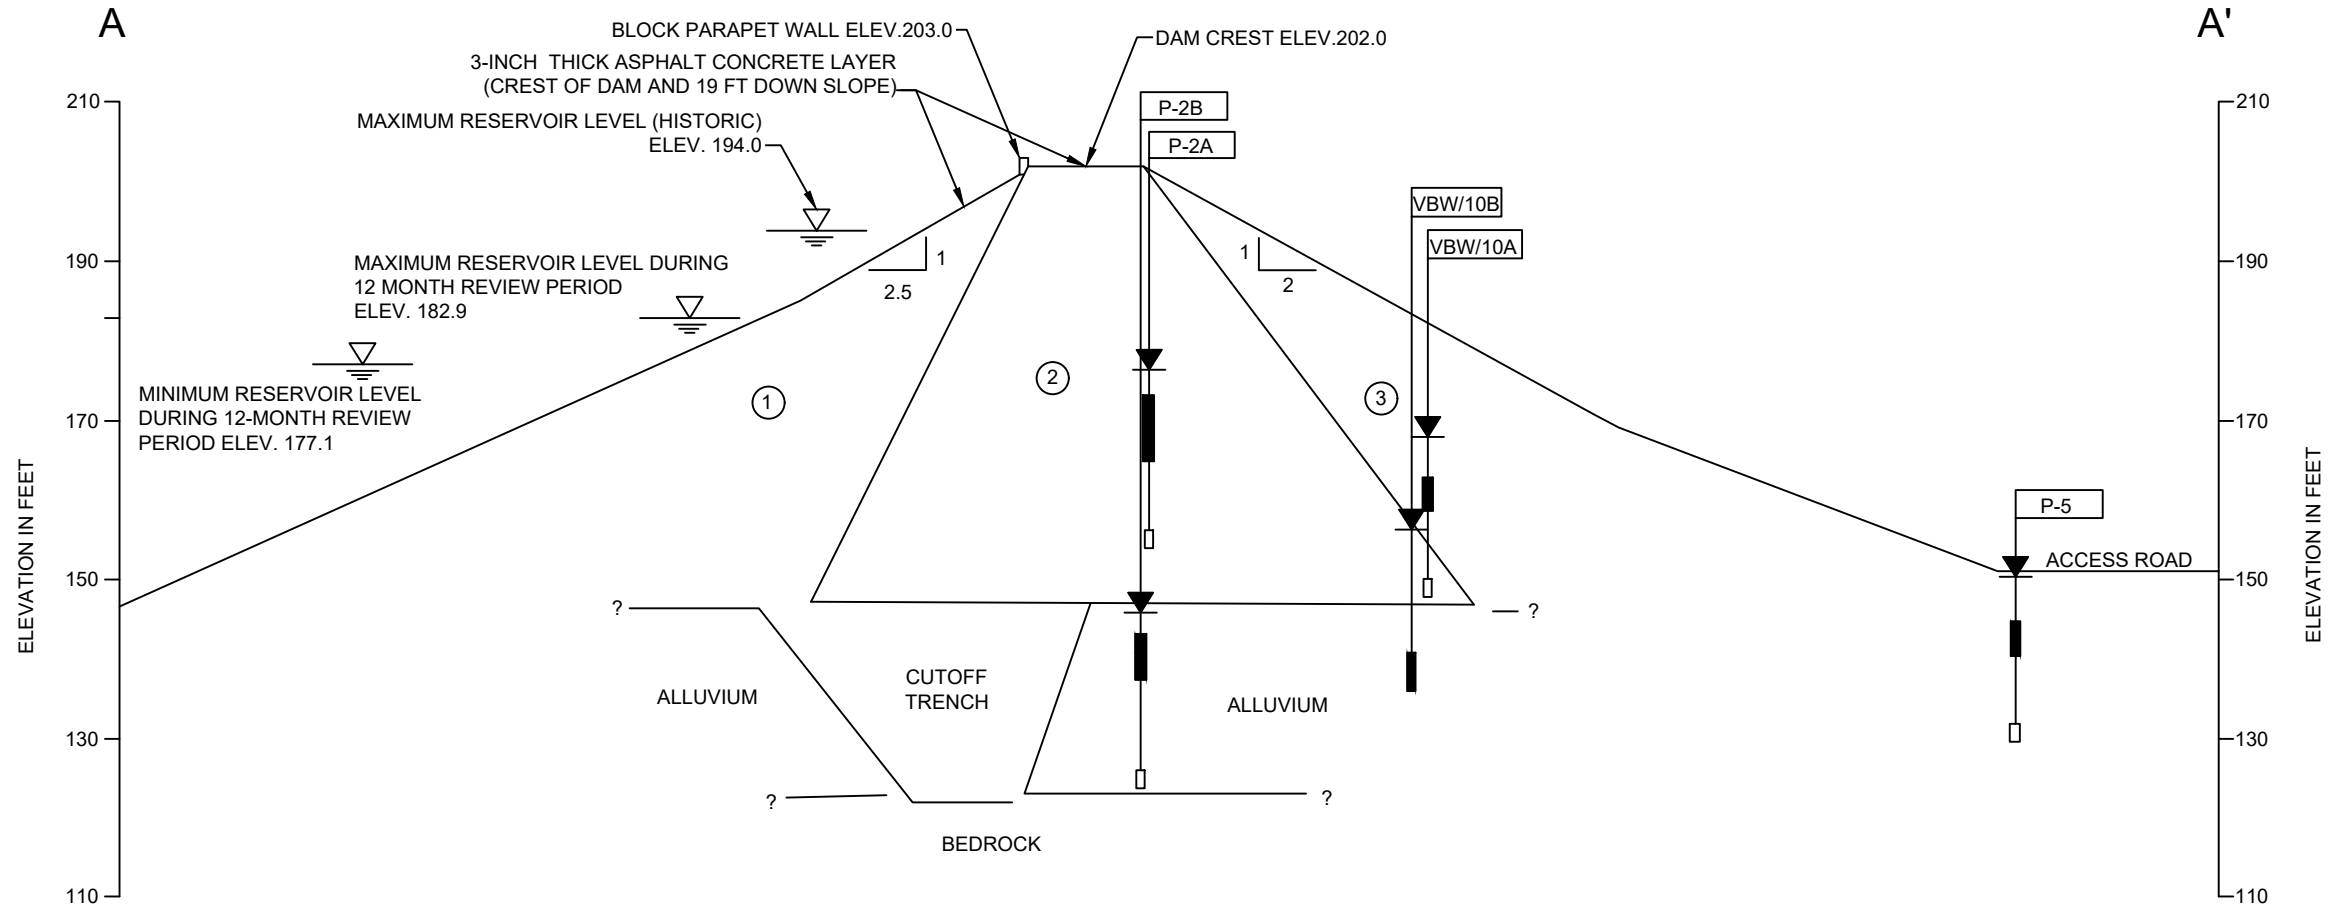 A
A'
BLOCK PARAPET WALL ELEV.203.0
DAM CREST ELEV.202.0
3-INCH THICK ASPHALT CONCRETE LAYER
(CREST OF DAM AND 19 FT DOWN SLOPE)
210
P-2B
210
MAXIMUM RESERVOIR LEVEL (HISTORIC)
ELEV. 194.0
P-2A
VBW/10B
VBW/10A
190
MAXIMUM RESERVOIR LEVEL DURING
12 MONTH REVIEW PERIOD
ELEV. 182.9
1
2.5
1
2
190
MINIMUM RESERVOIR LEVEL
DURING 12-MONTH REVIEW
PERIOD ELEV. 177.1
1
2
3
170
170
ELEVATION IN FEET
ELEVATION IN FEET
P-5
ACCESS ROAD
150
150
?
?
ALLUVIUM
CUTOFF
TRENCH
ALLUVIUM
130
130
?
?
BEDROCK
110
110